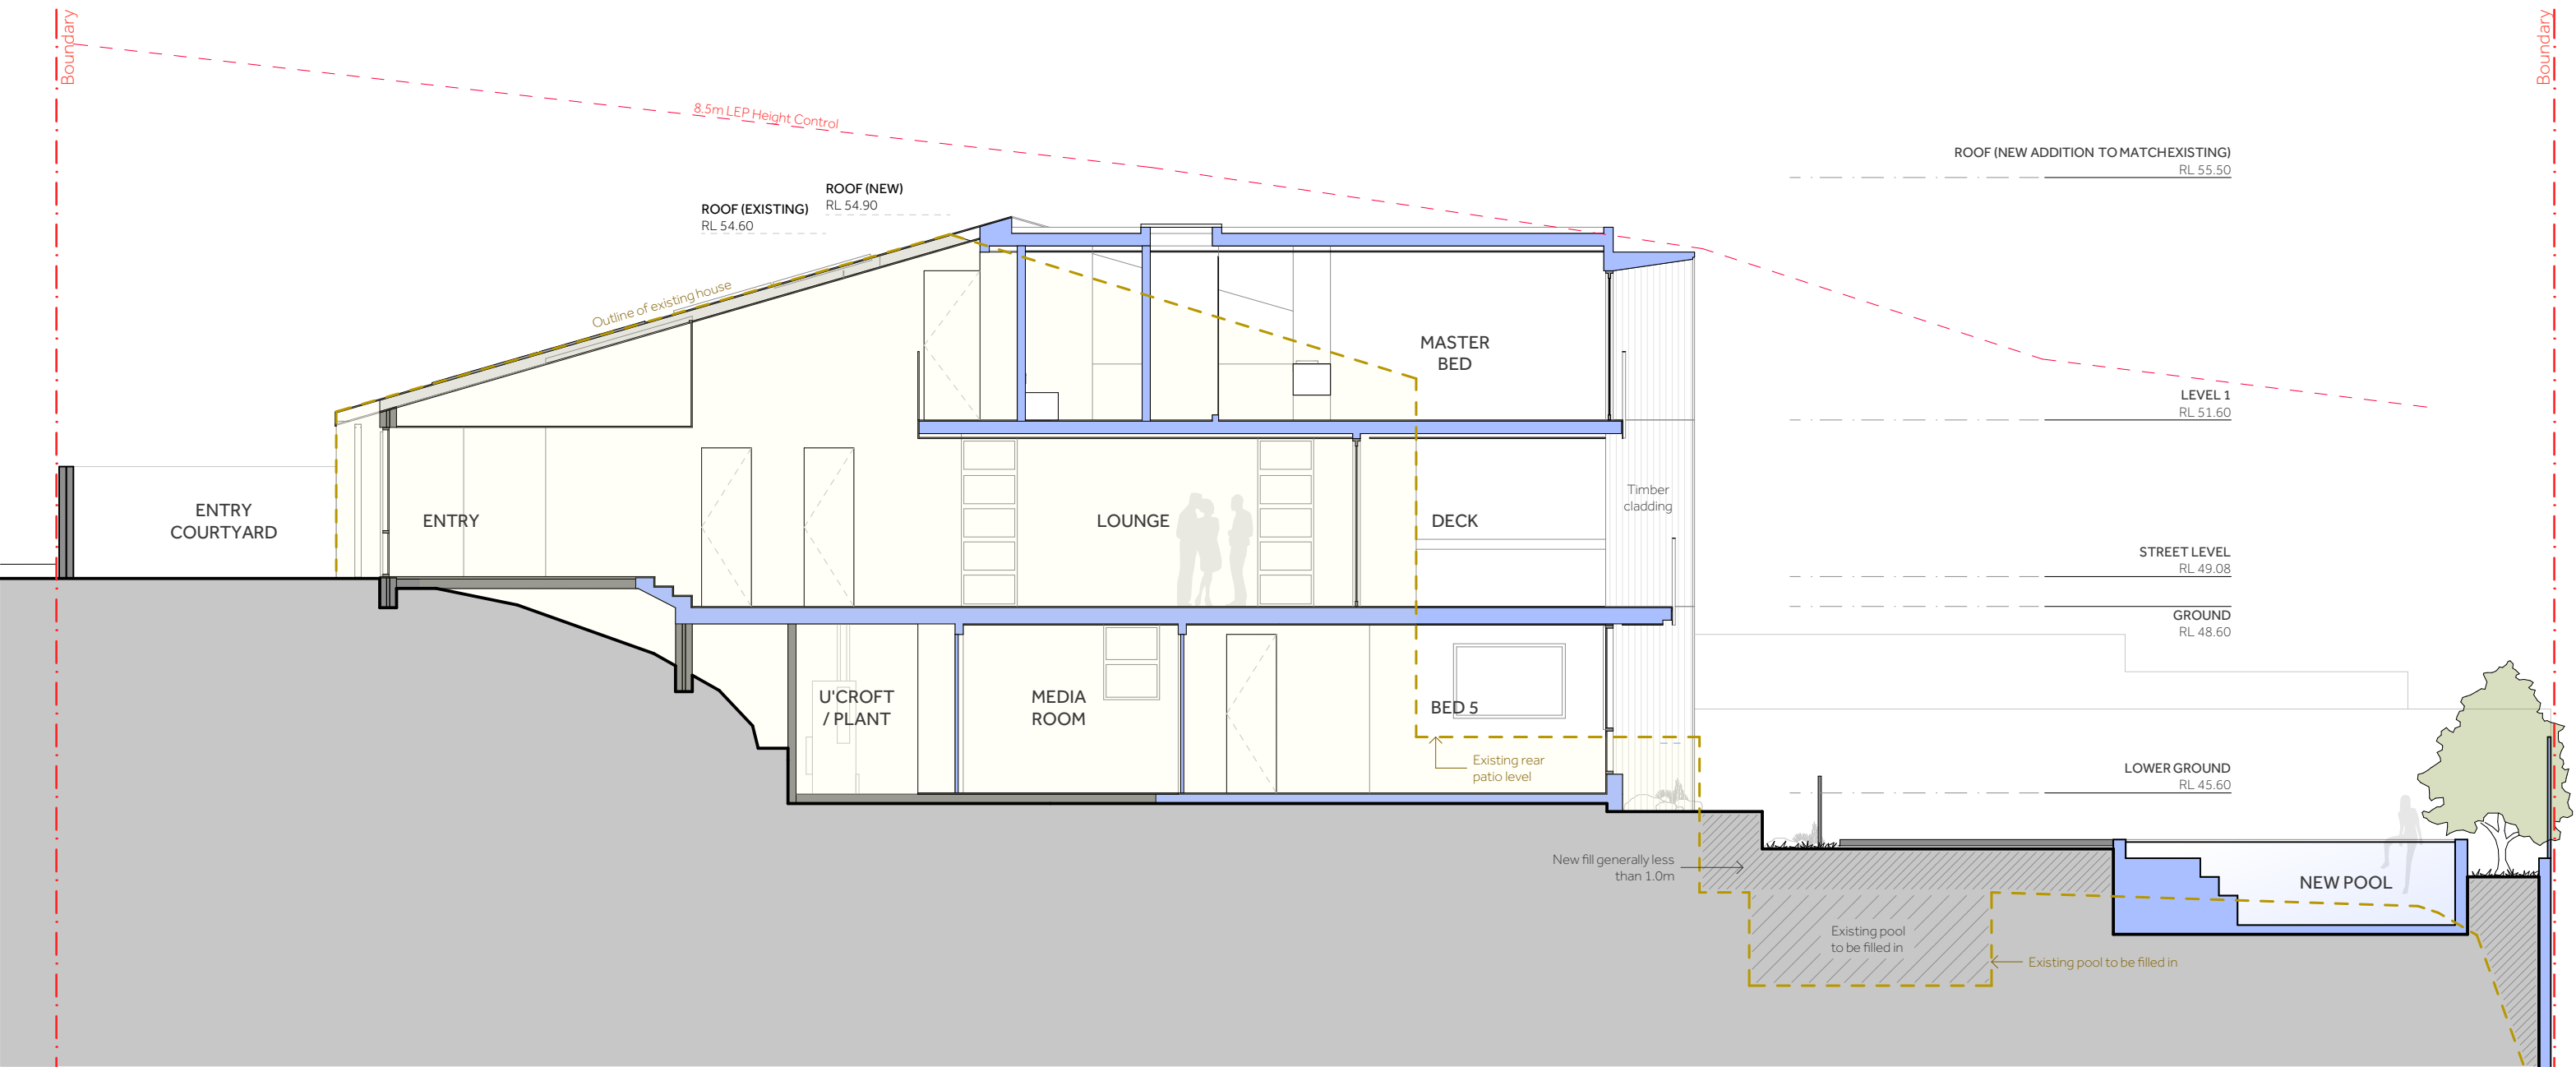 Boundary
Boundary
8.5m LEP Height Control
ROOF (NEW ADDITION TO MATCHEXISTING)
RL 55.50
ROOF (NEW)
RL 54.90
ROOF (EXISTING)
RL 54.60
Outline of existing house
MASTER
BED
LEVEL 1
RL 51.60
ENTRY
COURTYARD
ENTRY
LOUNGE
DECK
Timber
cladding
STREET LEVEL
RL 49.08
GROUND
RL 48.60
U'CROFT
/ PLANT
MEDIA
ROOM
BED 5
Existing rear
patio level
LOWER GROUND
RL 45.60
New fill generally less
than 1.0m
NEW POOL
Existing pool
to be filled in
Existing pool to be filled in